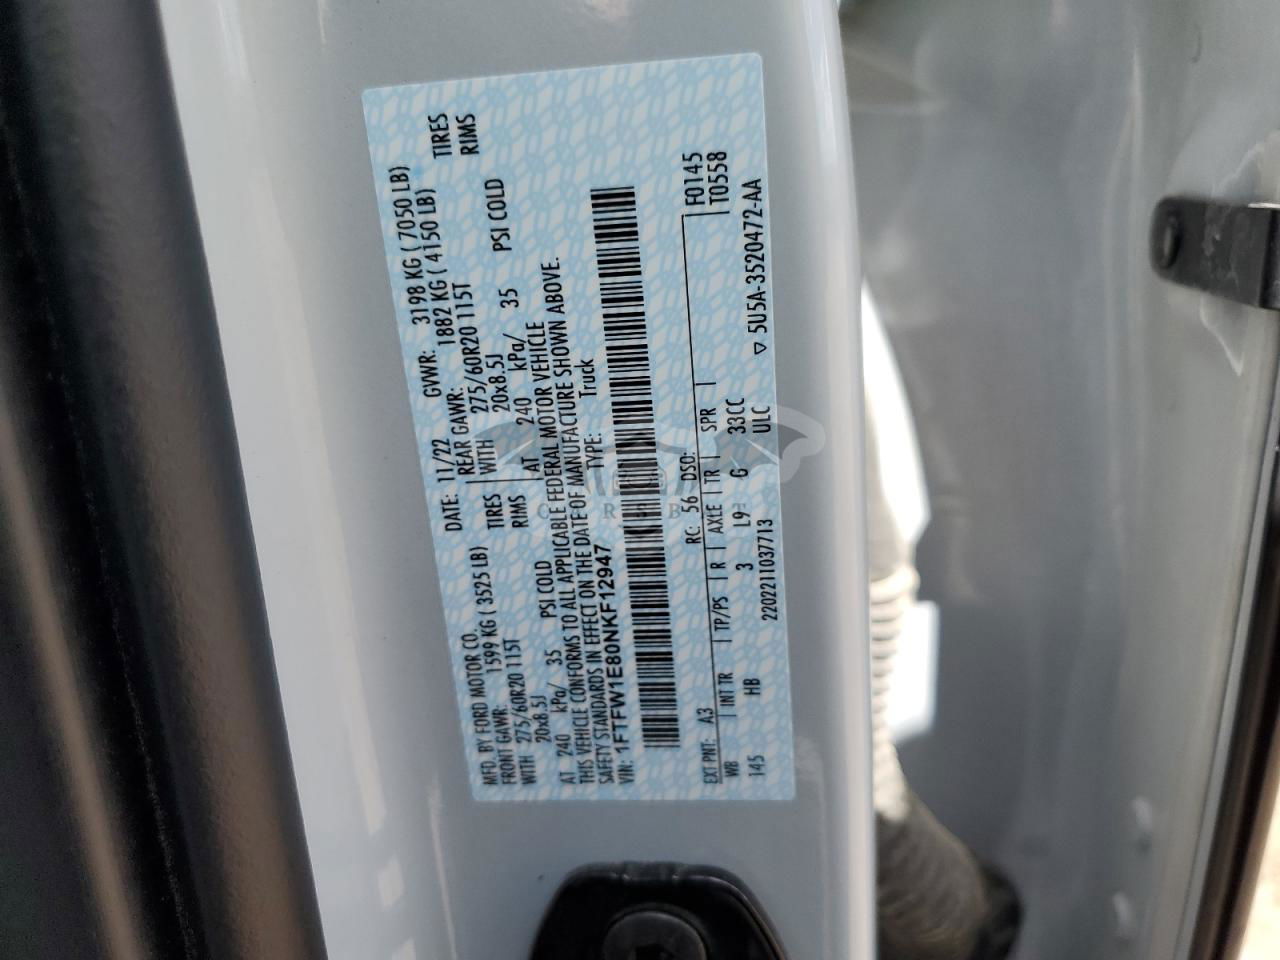 MFD. BY FORD MOTOR CO.
DATE: 11/22 GVWR: 3198 KG ( 7050 LB)
FRONT GAWR: 1599 KG ( 3525 LB) REAR GAWR: 1882 KG ( 4150 LB)
WITH 275/60R20 115T TIRES WITH 275/60R20 115T TIRES
20x8.5J RIMS 20x8.5J RIMS
AT 240 kPa/ 35 PSI COLD AT 240 kPa/ 35 PSI COLD
THIS VEHICLE CONFORMS TO ALL APPLICABLE FEDERAL MOTOR VEHICLE
SAFETY STANDARDS IN EFFECT ON THE DATE OF MANUFACTURE SHOWN ABOVE.
VIN: 1FTFW1E80NKF12947 TYPE: Truck
EXT PNT: A3 RC: 56 DSO: F0145
WB INT TR TP/PS R AXLE TR SPR T0558
145 HB 3 L9 G 33CC
2202211037713 ULC ▽ 5U5A-3520472-AA